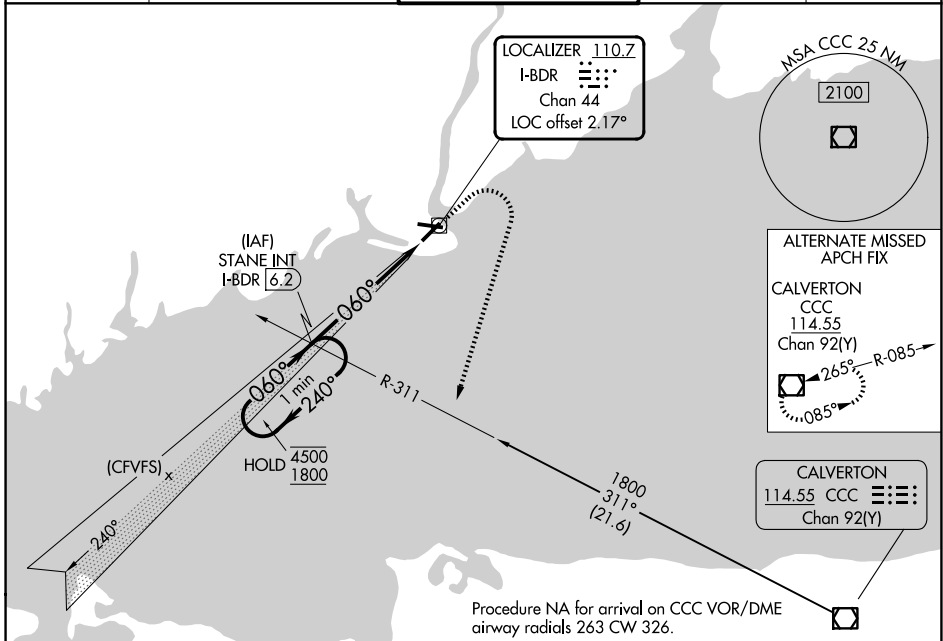 LOCALIZER 110.7
I-BDR
Chan 44
LOC offset 2.17°
MSA CCC 25 NM
2100
(IAF)
STANE INT
I-BDR 6.2
060°
060°
1 min
240°
HOLD 4500
1800
R-311
(CFVFS) x
240°
1800
311°
(21.6)
ALTERNATE MISSED
APCH FIX
CALVERTON
CCC
114.55
Chan 92(Y)
265°
R-085
085°
CALVERTON
114.55 CCC
Chan 92(Y)
Procedure NA for arrival on CCC VOR/DME
airway radials 263 CW 326.